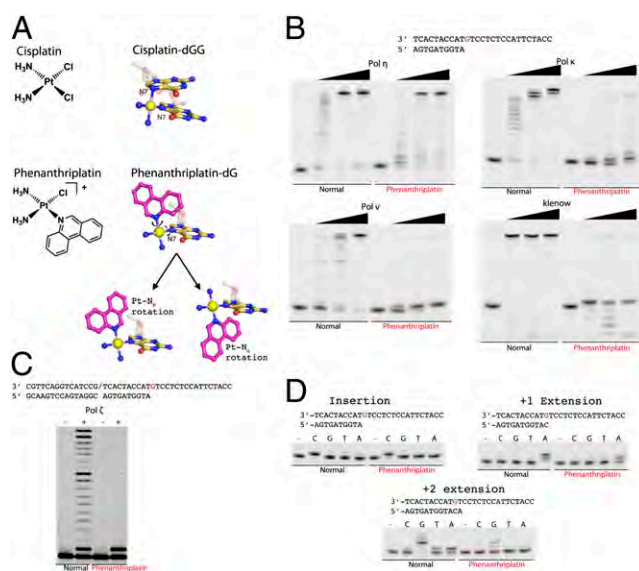 A
Cisplatin
Cisplatin-dGG
H₃N
Cl
Pt
H₃N
Cl
N7
N7
Phenanthriplatin
Phenanthriplatin-dG
H₃N
Cl
+
Pt
H₃N
N
N7
Pt-Nₚ
rotation
Pt-N
rotation
B
3' TCACTACCATGTCCTCTCCATTCTACC
5' AGTGATGGTA
Pol η
Pol κ
Normal
Phenanthriplatin
Normal
Phenanthriplatin
Pol ν
klenow
Normal
Phenanthriplatin
Normal
Phenanthriplatin
C
3' CGTTCAGGTCATCCG/TCACTACCATGTCCTCTCCATTCTACC
5' GCAAGTCCAGTAGGC AGTGATGGTA
Pol ζ
- + - +
Normal Phenanthriplatin
D
Insertion
3'-TCACTACCATGTCCTCTCCATTCTACC
5'-AGTGATGGTA
- C G T A - C G T A
Normal Phenanthriplatin
+1 Extension
3'-TCACTACCATGTCCTCTCCATTCTACC
5'-AGTGATGGTAC
- C G T A - C G T A
Normal Phenanthriplatin
+2 extension
3'-TCACTACCATGTCCTCTCCATTCTACC
5'-AGTGATGGTACA
- C G T A - C G T A
Normal Phenanthriplatin